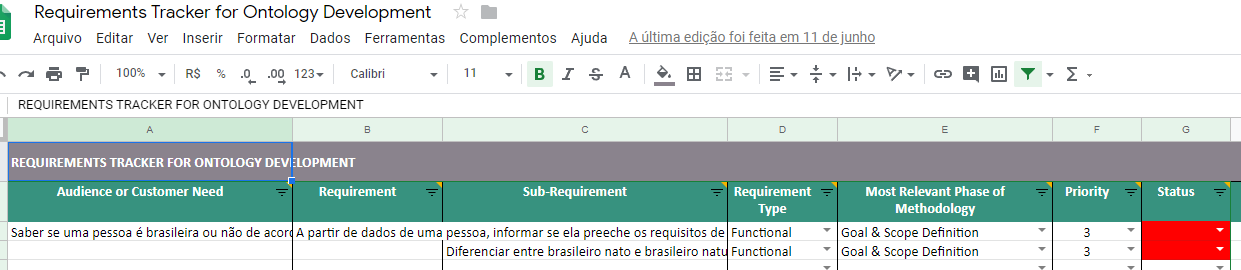 Requirements Tracker for Ontology Development
Arquivo Editar Ver Inserir Formatar Dados Ferramentas Complementos Ajuda A última edição foi feita em 11 de junho
100% R$ % .0 .00 123 Calibri 11 B I S A
REQUIREMENTS TRACKER FOR ONTOLOGY DEVELOPMENT
A B C D E F G
REQUIREMENTS TRACKER FOR ONTOLOGY DEVELOPMENT
Audience or Customer Need Requirement Sub-Requirement Requirement Type Most Relevant Phase of Methodology Priority Status
Saber se uma pessoa é brasileira ou não de acor A partir de dados de uma pessoa, informar se ela preeche os requisitos de Functional Goal & Scope Definition 3
Diferenciar entre brasileiro nato e brasileiro natu Functional Goal & Scope Definition 3